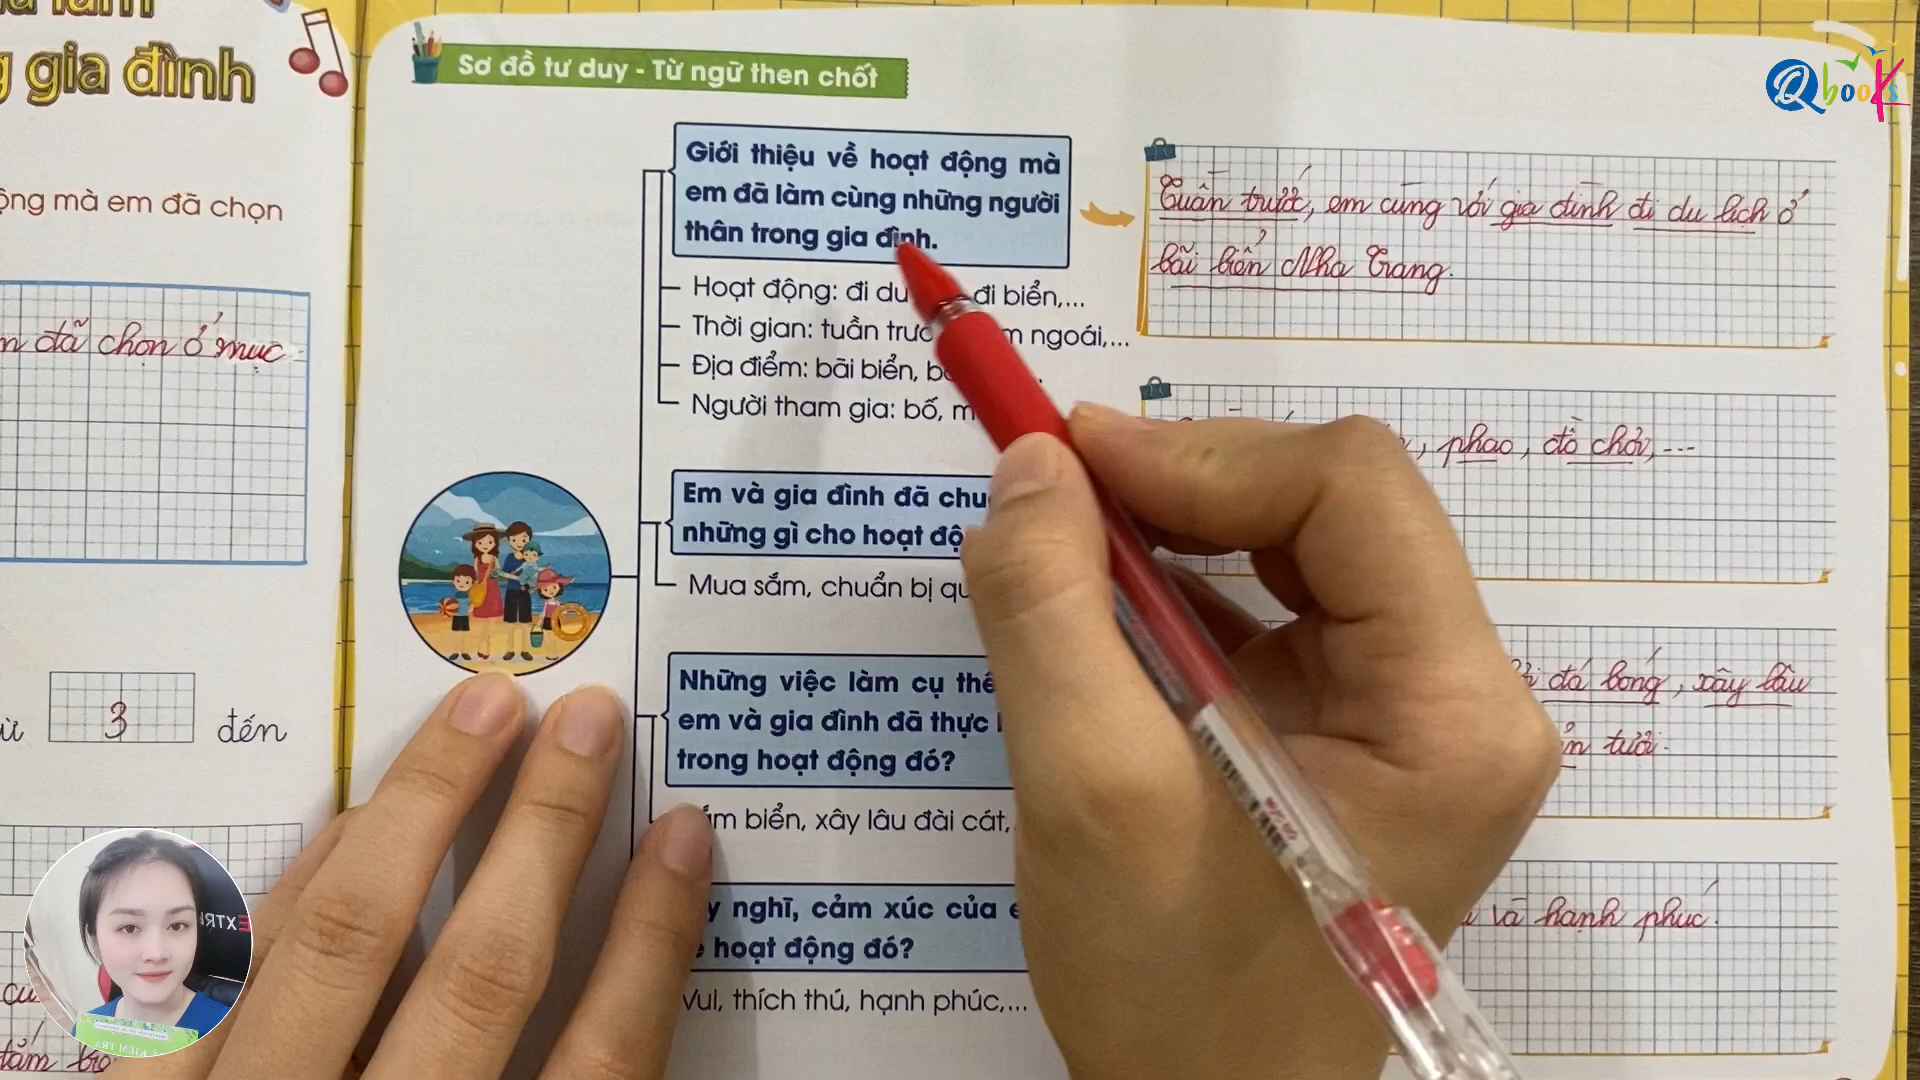 gia đình
ộng mà em đã chọn
đã chọn ở mục
3 đến
Sơ đồ tư duy - Từ ngữ then chốt
Giới thiệu về hoạt động mà
em đã làm cùng những người
thân trong gia đình.
Hoạt động: đi du đi biển,...
Thời gian: tuần trước ngoái,...
Địa điểm: bãi biển,
Người tham gia: bố,
Em và gia đình đã
những gì cho hoạt
Mua sắm, chuẩn bị
Những việc làm cụ thể
em và gia đình đã thực
trong hoạt động đó?
biển, xây lâu đài cát,
nghĩ, cảm xúc của
hoạt động đó?
Vui, thích thú, hạnh phúc,...
Tuần trước, em cùng với gia đình đi du lịch ở
bãi biển Nha Trang.
, phao, đồ chơi, ...
đá bóng, xây lâu
tươi.
và hạnh phúc.
Qbooks